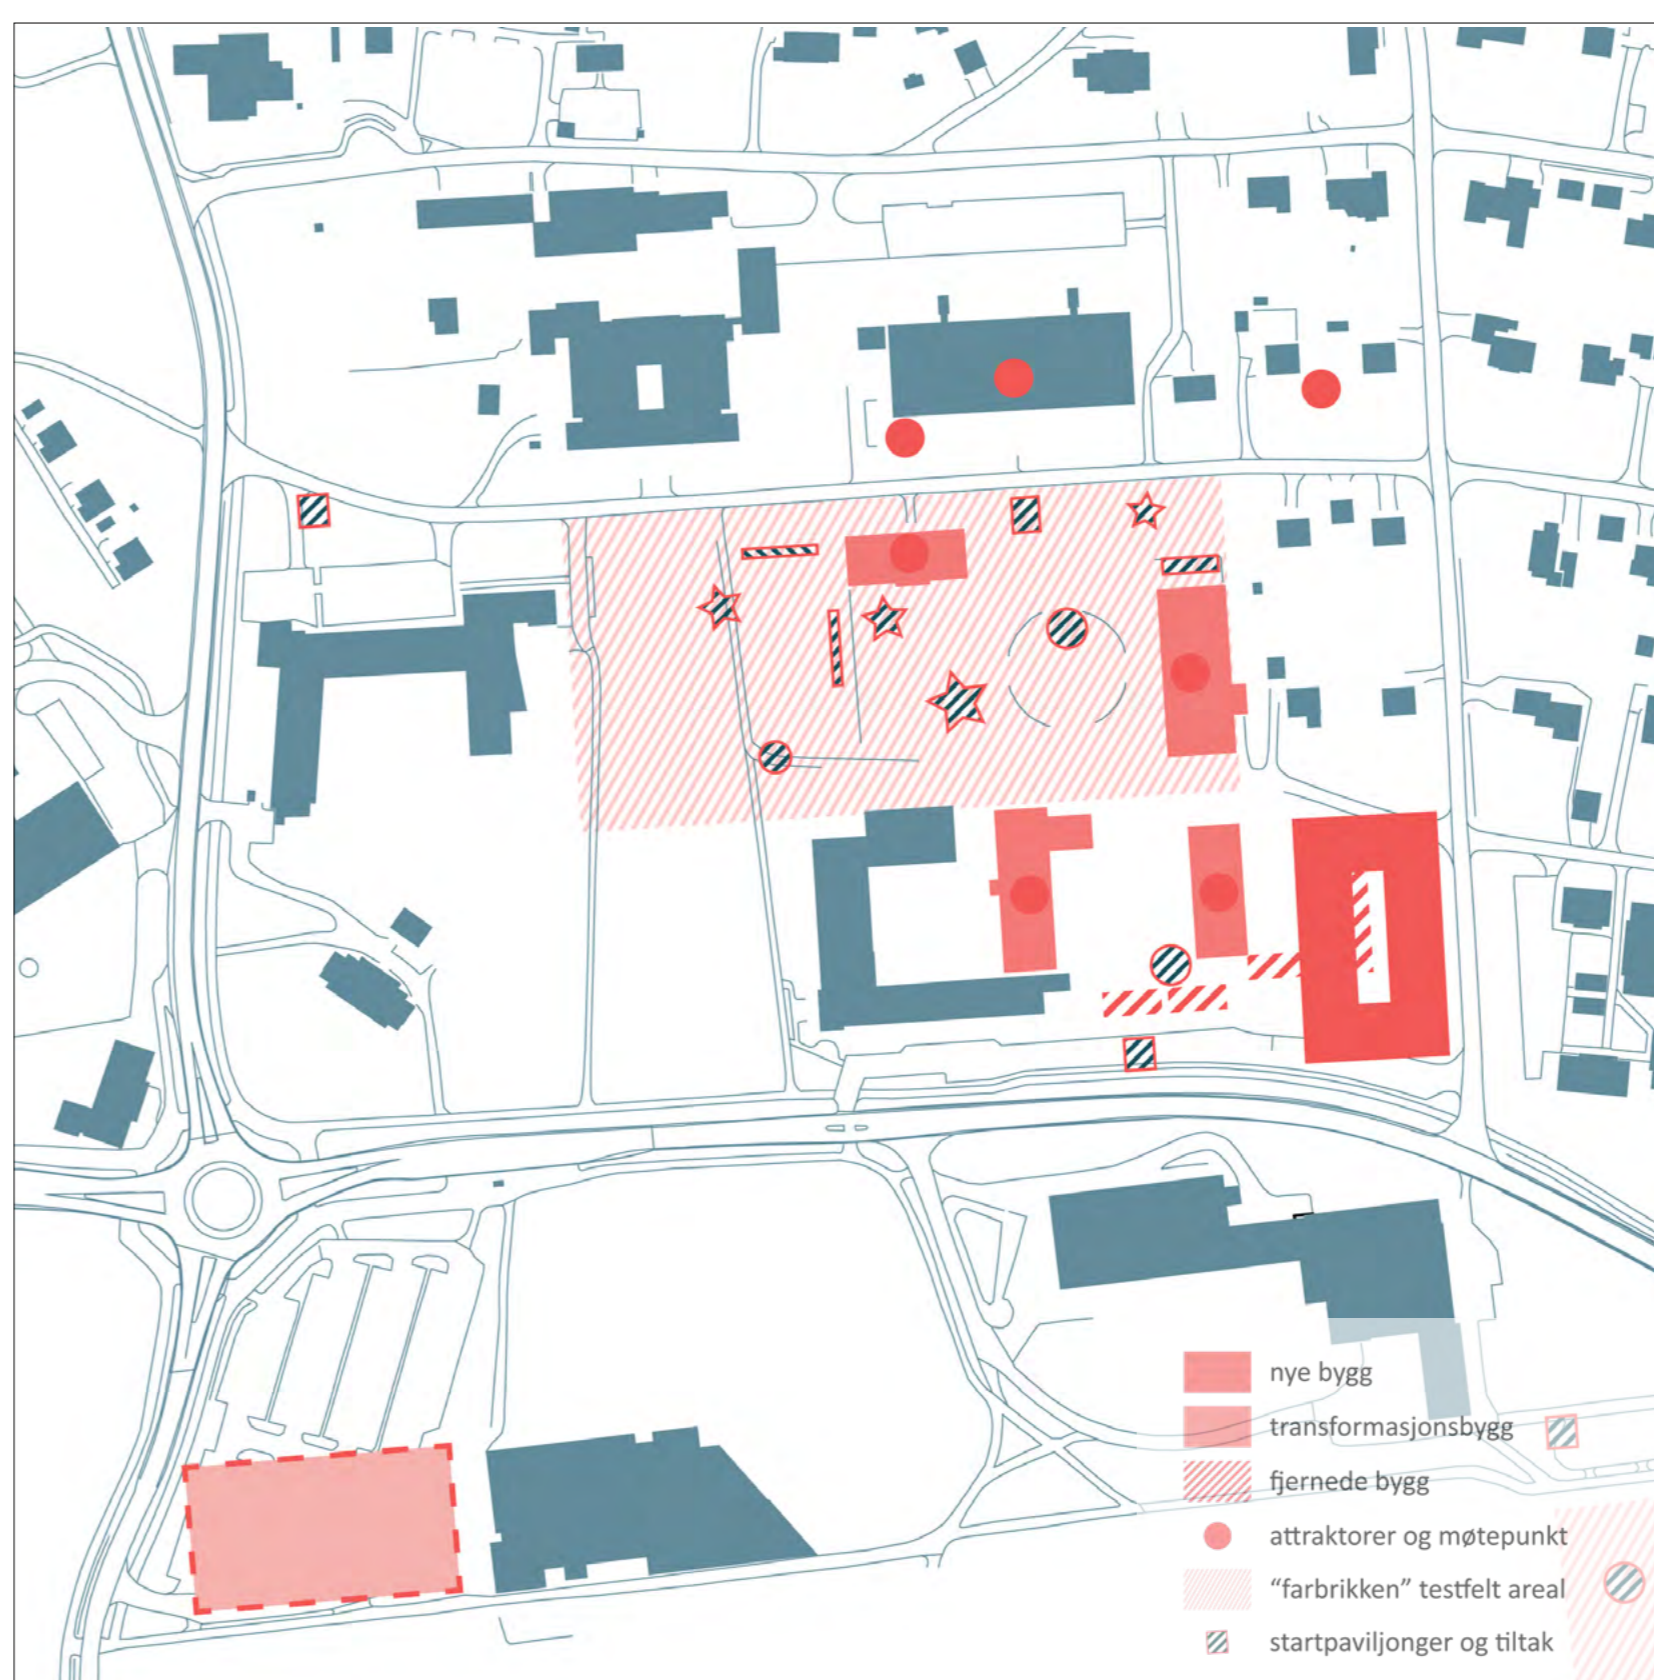 nye bygg
transformasjonsbygg
fjernede bygg
attraktorer og møtepunkt
“farbrikken” testfelt areal
startpaviljonger og tiltak